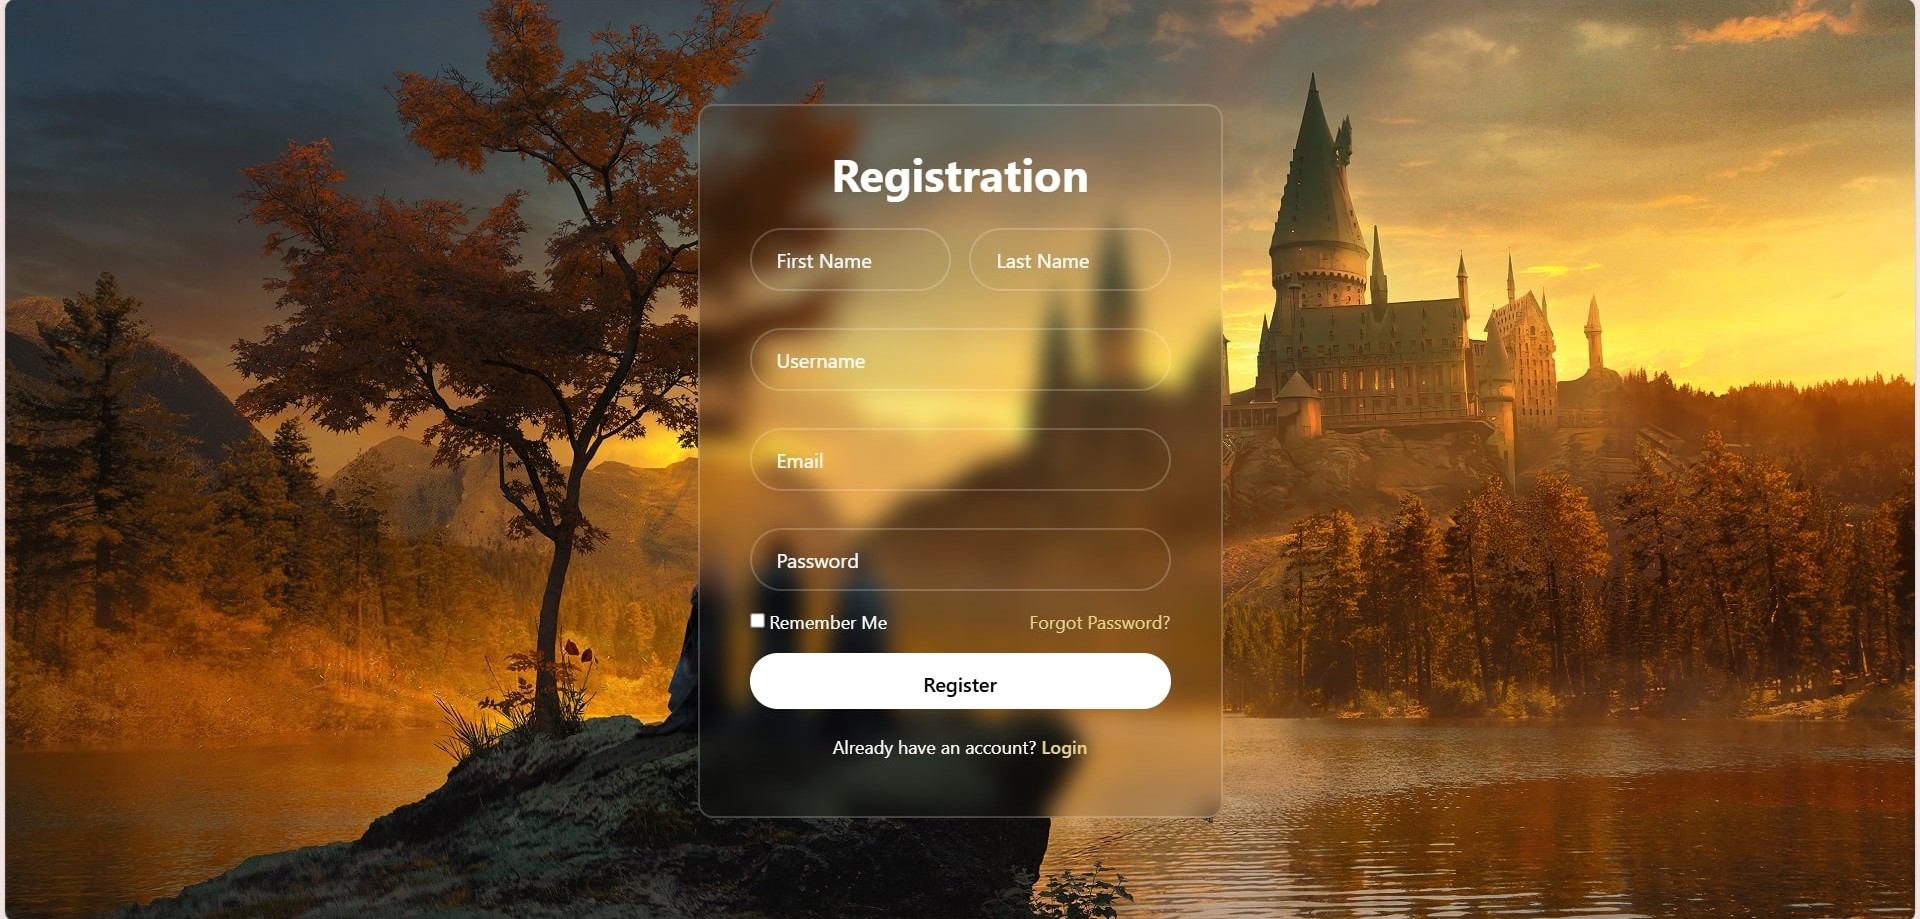 Registration
First Name Last Name
Username
Email
Password
Remember Me Forgot Password?
Register
Already have an account? Login